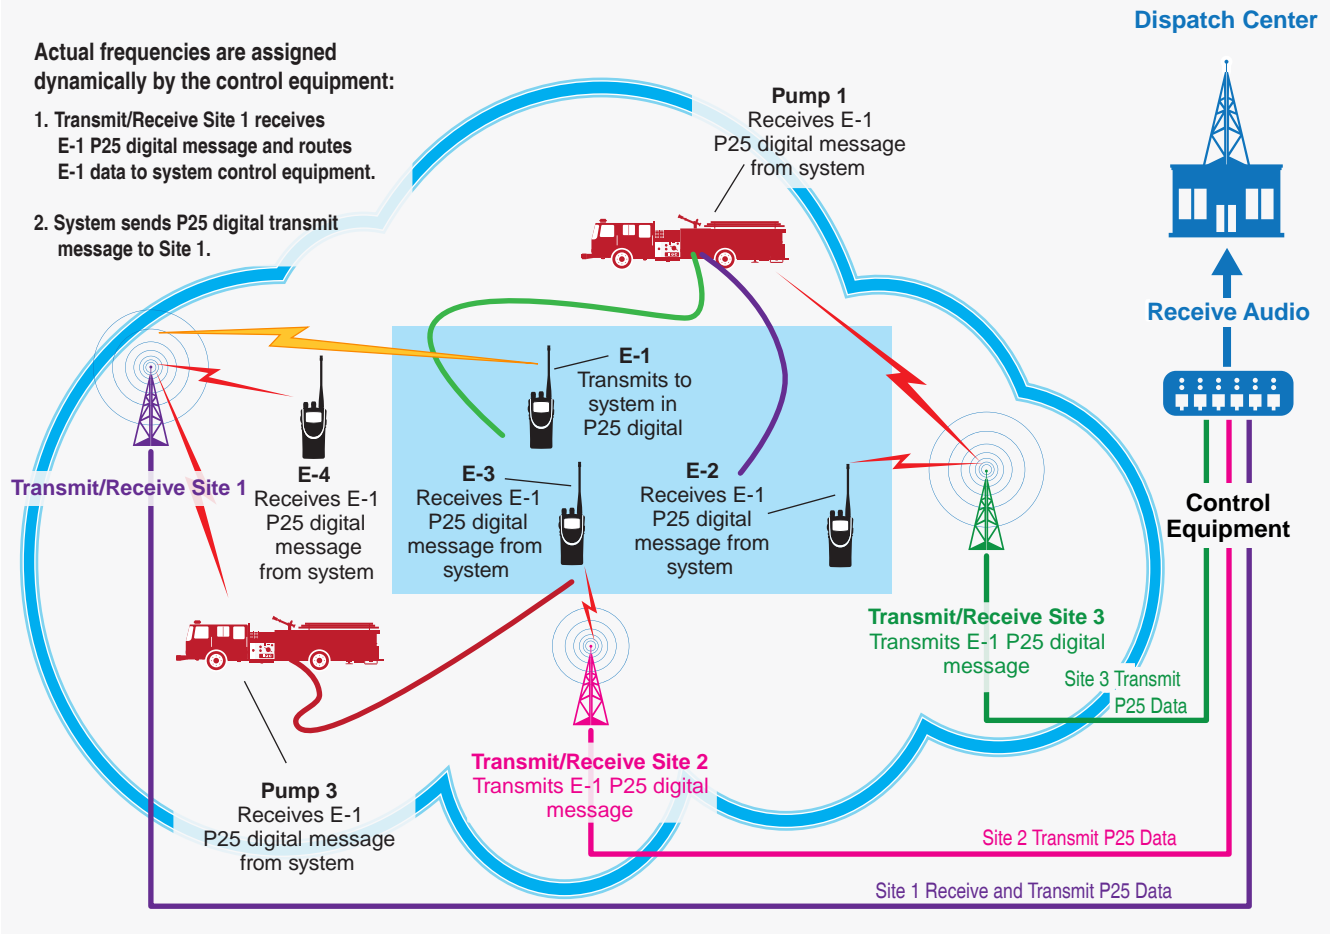 Dispatch Center
Actual frequencies are assigned
dynamically by the control equipment:
1. Transmit/Receive Site 1 receives
E-1 P25 digital message and routes
E-1 data to system control equipment.
2. System sends P25 digital transmit
message to Site 1.
Pump 1
Receives E-1
P25 digital message
from system
Receive Audio
E-1
Transmits to
system in
P25 digital
Transmit/Receive Site 1
E-4
Receives E-1
P25 digital
message
from system
E-3
Receives E-1
P25 digital
message from
system
E-2
Receives E-1
P25 digital
message from
system
Control
Equipment
Transmit/Receive Site 3
Transmits E-1 P25 digital
message
Site 3 Transmit
P25 Data
Transmit/Receive Site 2
Transmits E-1 P25 digital
message
Pump 3
Receives E-1
P25 digital message
from system
Site 2 Transmit P25 Data
Site 1 Receive and Transmit P25 Data